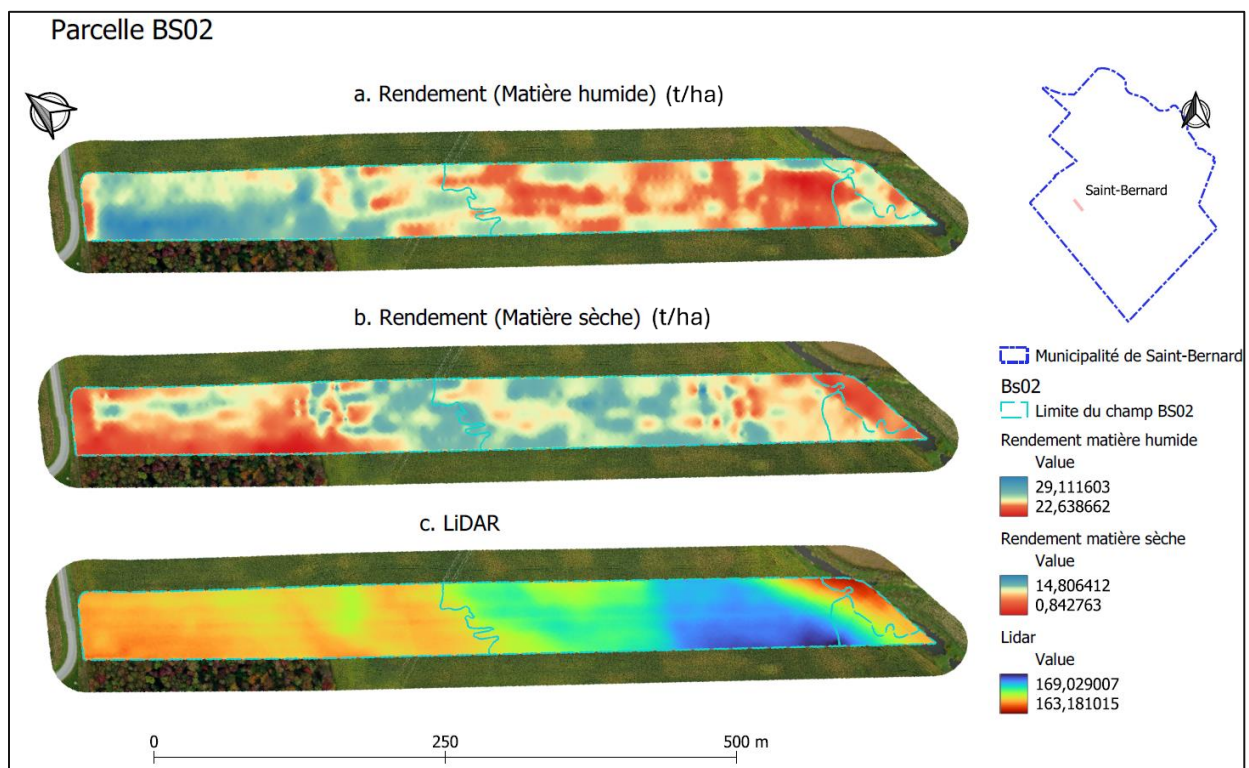 Parcelle BS02
a. Rendement (Matière humide) (t/ha)
b. Rendement (Matière sèche) (t/ha)
c. LiDAR
0 250 500 m
Saint-Bernard
Municipalité de Saint-Bernard
Bs02
Limite du champ BS02
Rendement matière humide
Value
29,111603
22,638662
Rendement matière sèche
Value
14,806412
0,842763
Lidar
Value
169,029007
163,181015